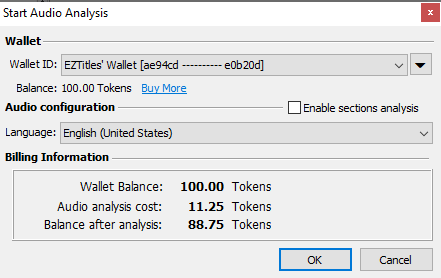 Start Audio Analysis
Wallet
Wallet ID: EZTitles' Wallet [ae94cd ---------- e0b20d]
Balance: 100.00 Tokens Buy More
Audio configuration Enable sections analysis
Language: English (United States)
Billing Information
Wallet Balance: 100.00 Tokens
Audio analysis cost: 11.25 Tokens
Balance after analysis: 88.75 Tokens
OK Cancel